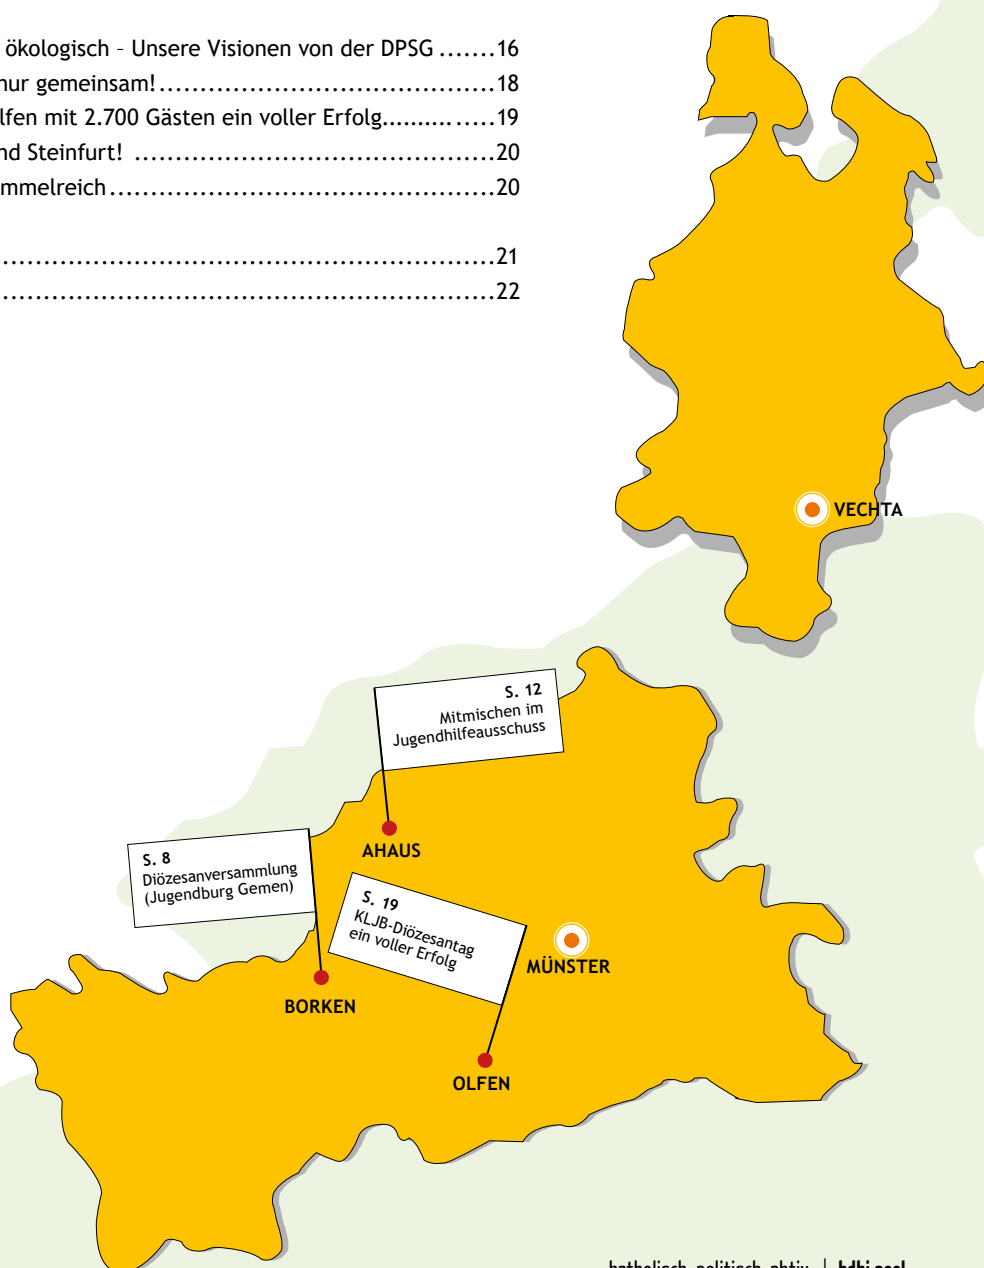 ökologisch – Unsere Visionen von der DPSG .......16
nur gemeinsam!.....................................................18
lfen mit 2.700 Gästen ein voller Erfolg...............19
nd Steinfurt! .........................................................20
mmelreich.............................................................20
..............................................................................21
..............................................................................22
VECHTA
S. 12
Mitmischen im
Jugendhilfeausschuss
AHAUS
S. 8
Diözesanversammlung
(Jugendburg Gemen)
S. 19
KLJB-Diözesantag
ein voller Erfolg
MÜNSTER
BORKEN
OLFEN